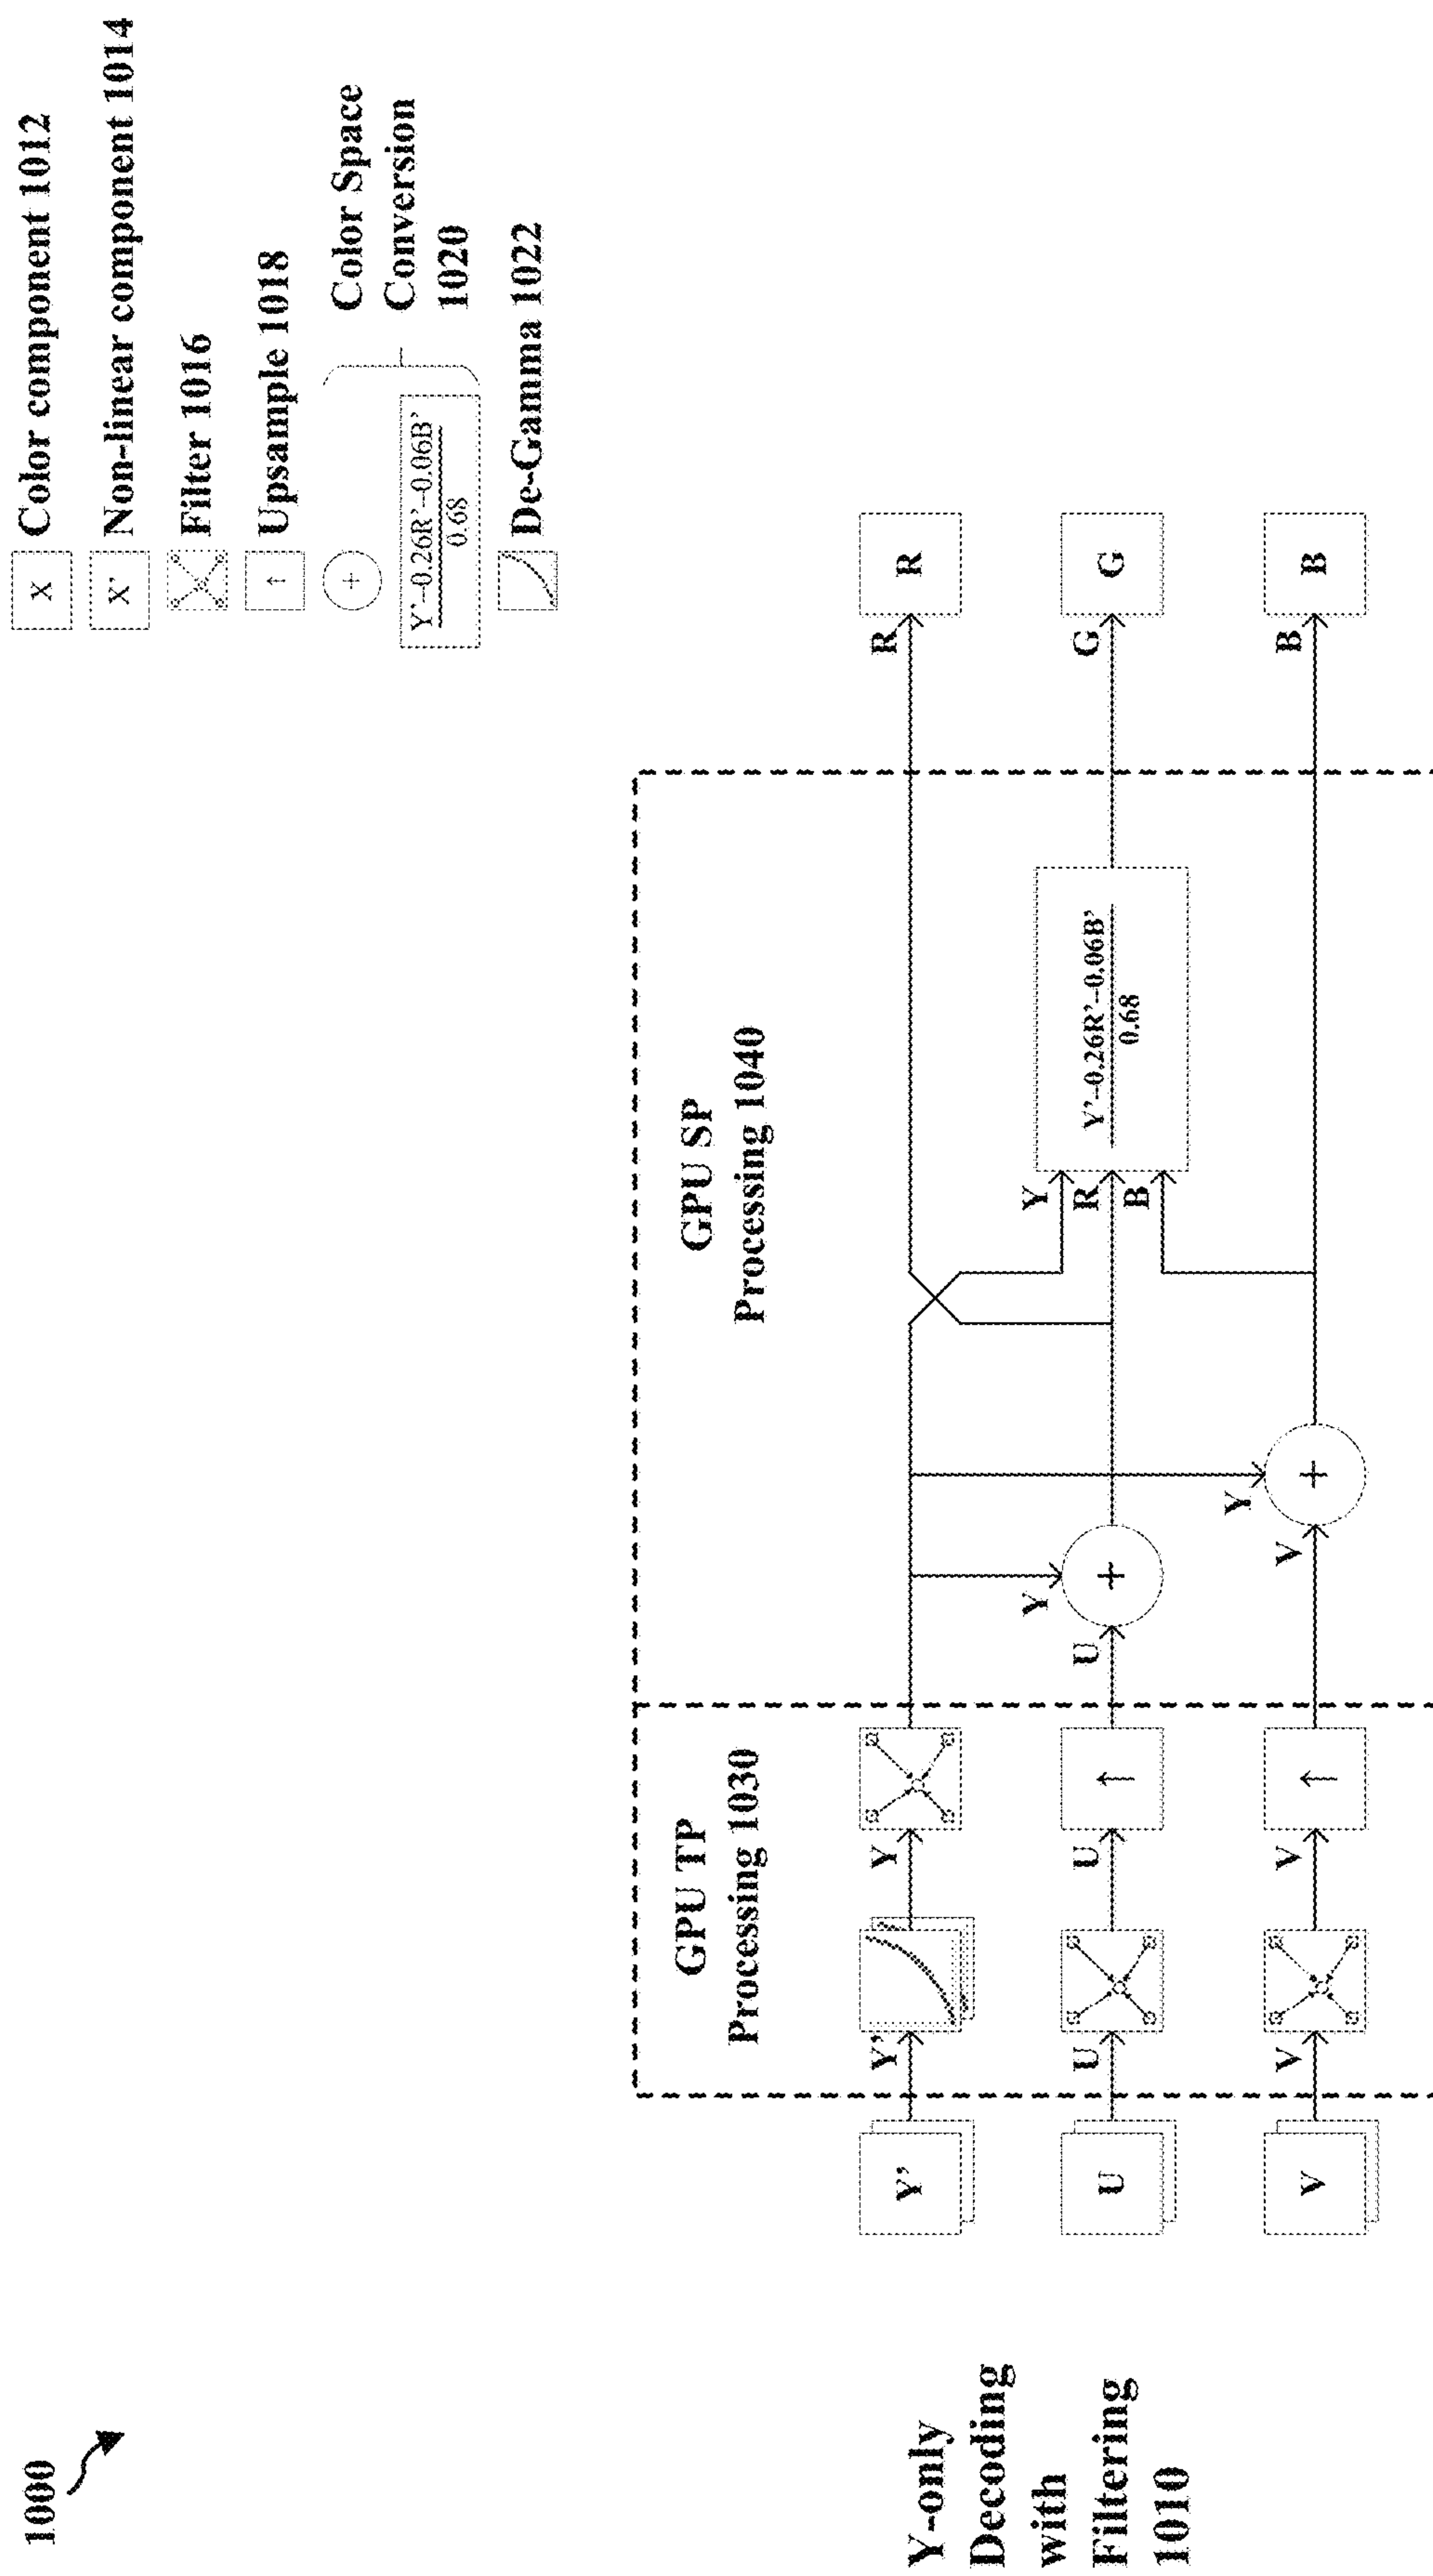 1000
X Color component 1012
X' Non-linear component 1014
Filter 1016
↑ Upsample 1018
+
Y'–0.26R'–0.06B'
0.68
Color Space
Conversion
1020
De-Gamma 1022
Y-only
Decoding
with
Filtering
1010
GPU TP
Processing 1030
GPU SP
Processing 1040
Y' Y' Y R R
Y Y
U U U ↑ U + R Y'–0.26R'–0.06B' G G
0.68
Y B
V V V ↑ V + B B